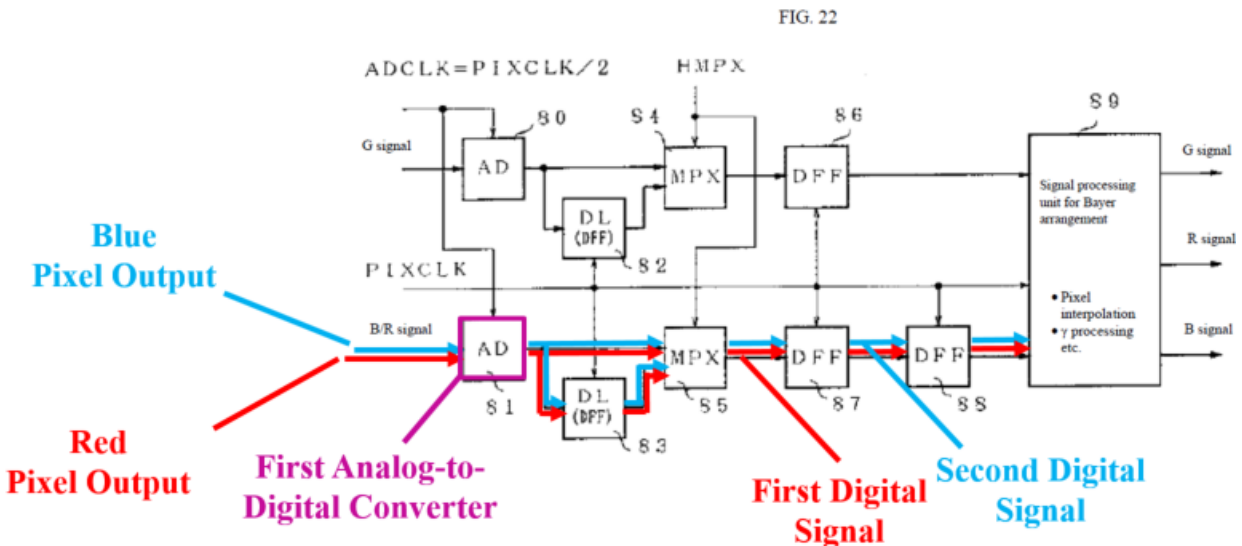 FIG. 22
ADCLK=PIXCLK/2
HMPX
80
84
86
89
G signal
AD
MPX
DFF
Signal processing
unit for Bayer
arrangement
G signal
DL
(DFF)
82
Blue
Pixel Output
R signal
PIXCLK
• Pixel
interpolation
• γ processing
etc.
B/R signal
AD
MPX
DFF
DFF
B signal
81
DL
(DFF)
83
85
87
88
Red
Pixel Output
First Analog-to-
Digital Converter
First Digital
Signal
Second Digital
Signal